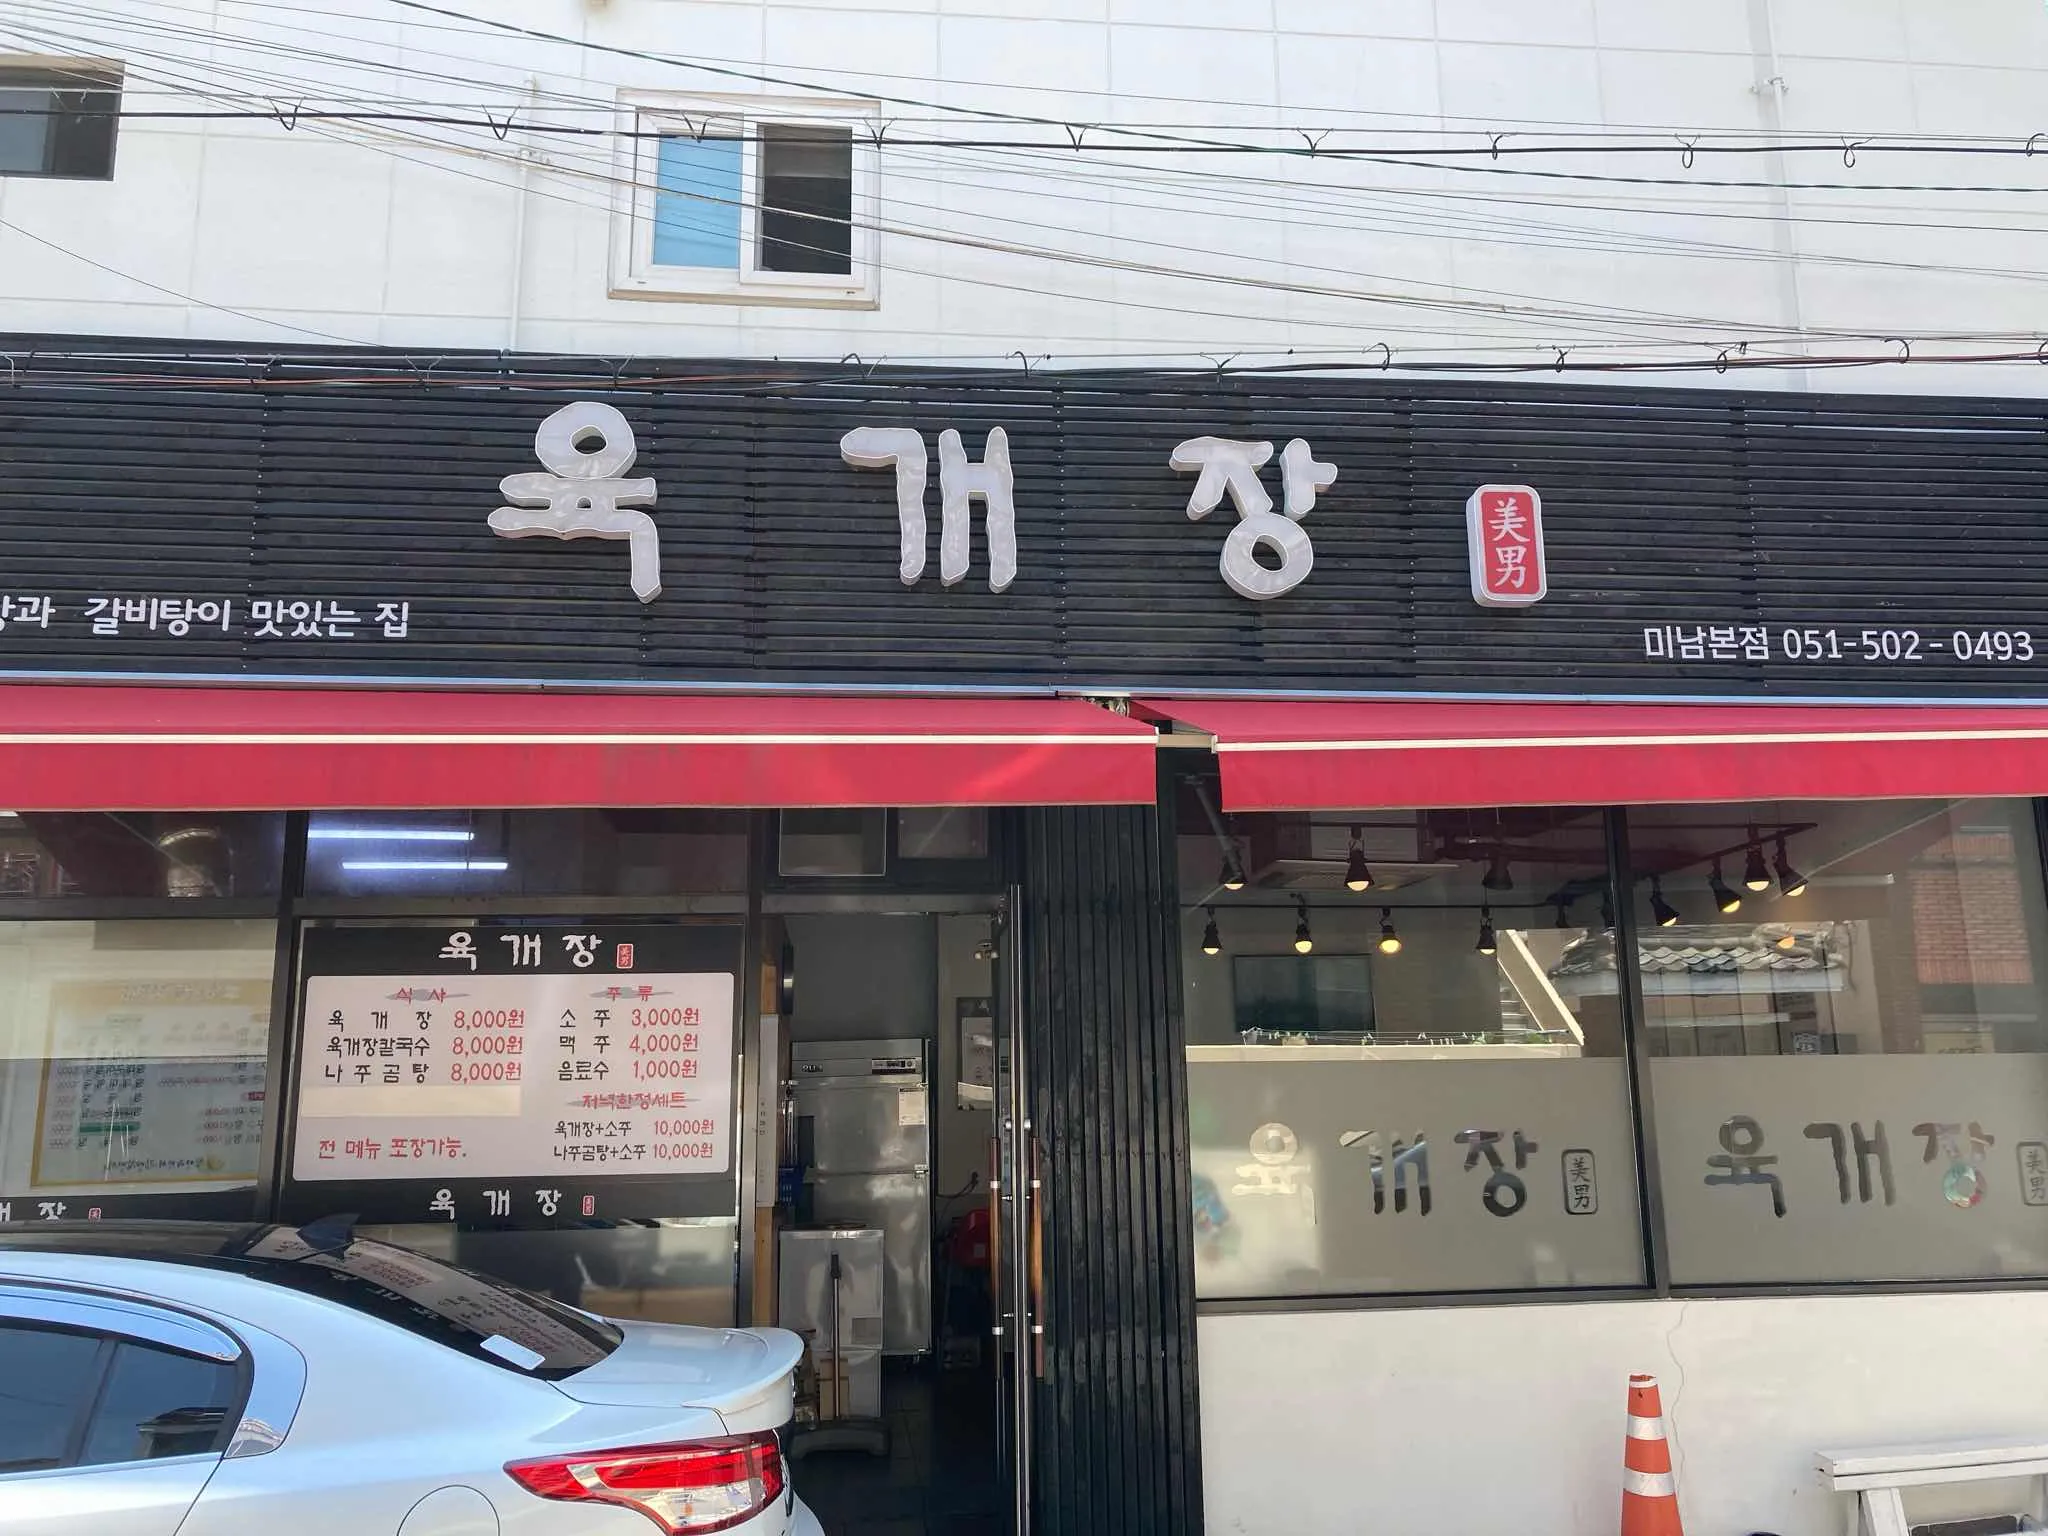 육개장
美男
갈비탕이 맛있는 집
미남본점 051-502-0493
육개장 美男
식사
육개장 8,000원
육개장칼국수 8,000원
나주곰탕 8,000원
전 메뉴 포장가능.
주류
소주 3,000원
맥주 4,000원
음료수 1,000원
저녁한정세트
육개장+소주 10,000원
나주곰탕+소주 10,000원
육개장 美男
개장
육개장 美男
육개장 美男